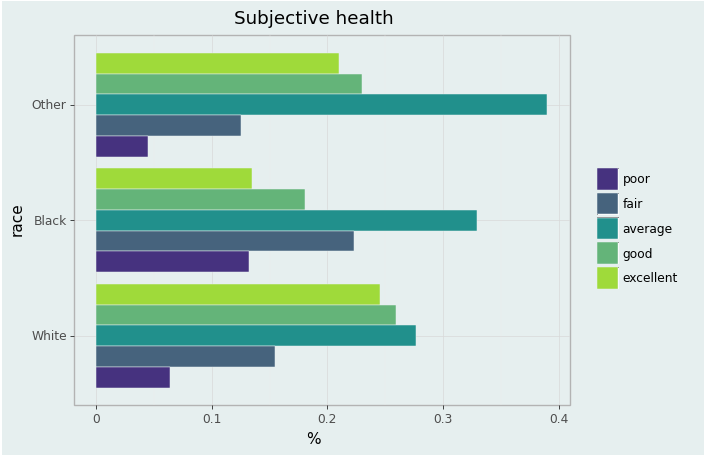 Subjective health
Other
Black
White
race
0 0.1 0.2 0.3 0.4
%
poor
fair
average
good
excellent